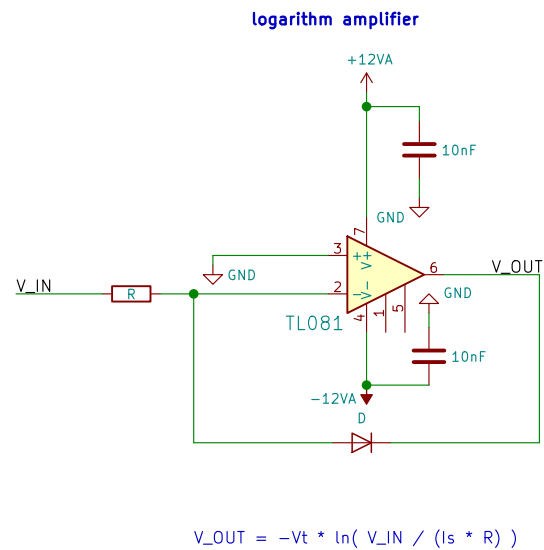 logarithm amplifier
+12VA
10nF
GND
7
3
+
+
V
GND
6
V_OUT
V_IN
R
2
-
V-
GND
TL081
4
1
5
10nF
-12VA
D
V_OUT = -Vt * ln( V_IN / (Is * R) )